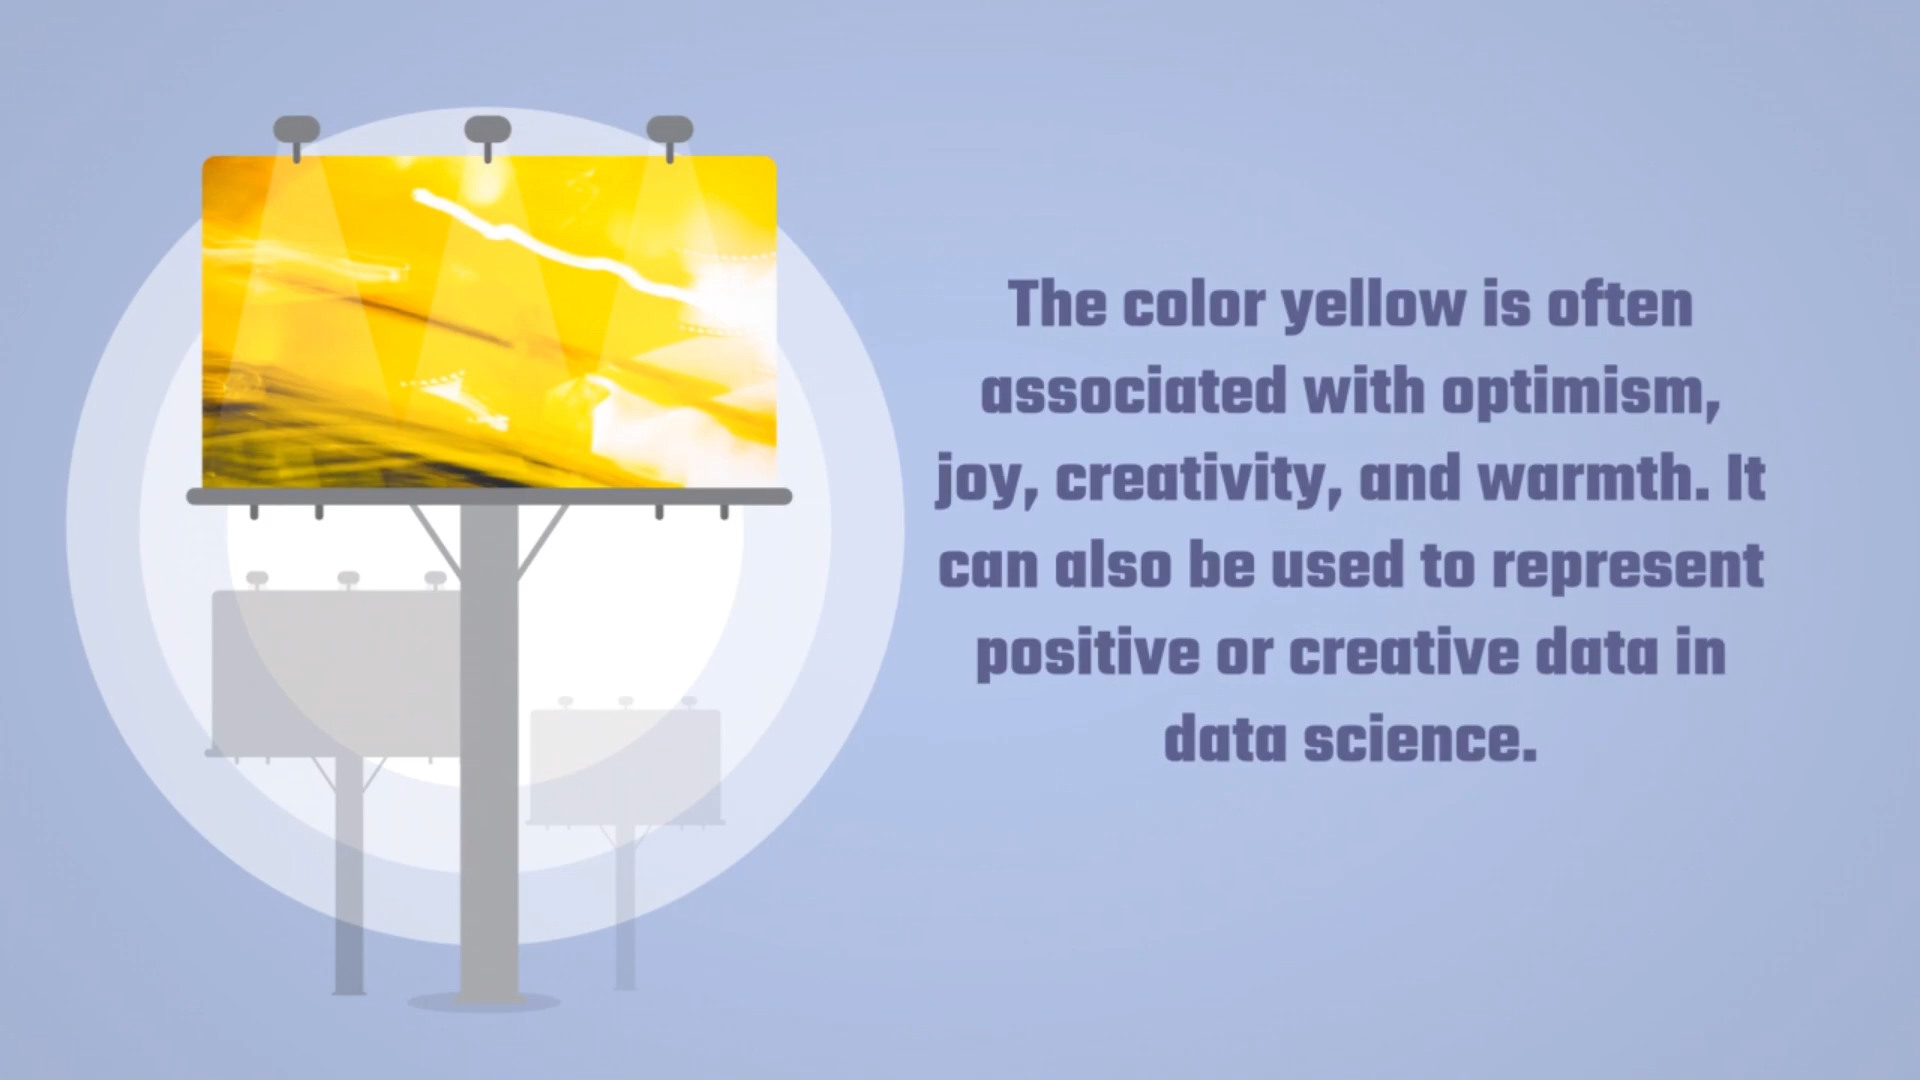 The color yellow is often
associated with optimism,
joy, creativity, and warmth. It
can also be used to represent
positive or creative data in
data science.